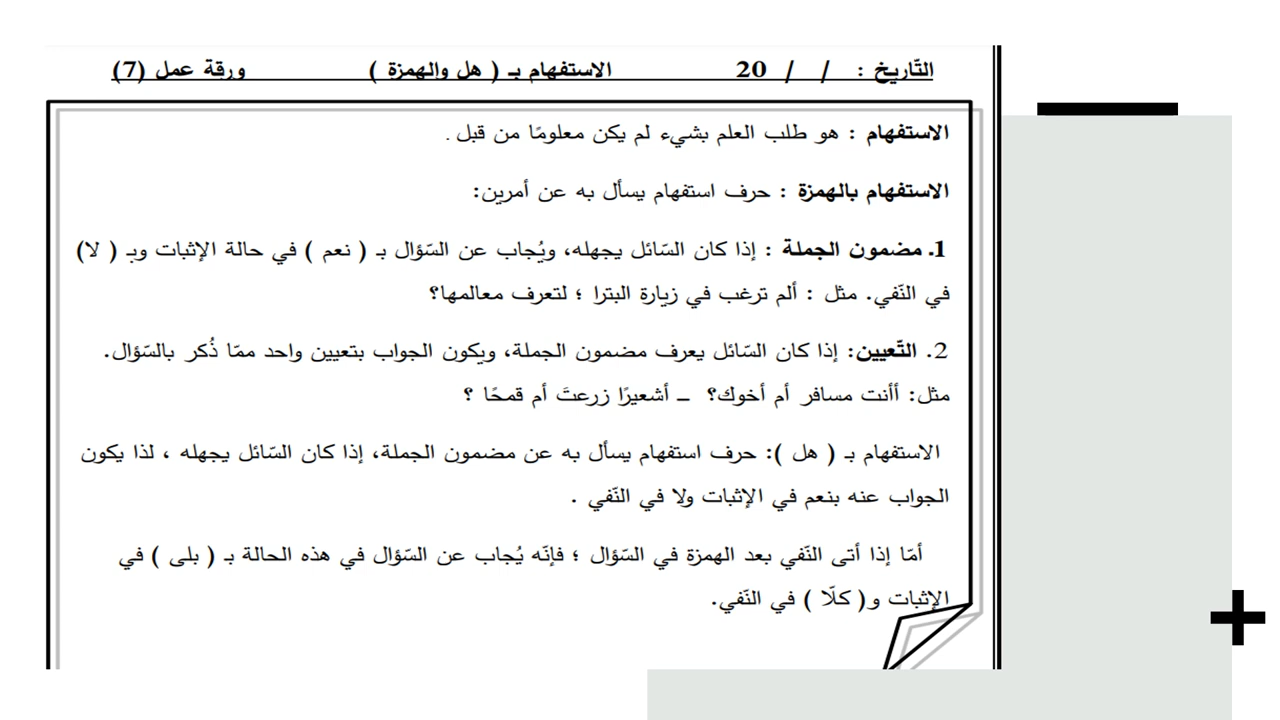 التّاريخ : / / 20 الاستفهام بـ ( هل والهمزة ) ورقة عمل (7)
الاستفهام : هو طلب العلم بشيء لم يكن معلومًا من قبل .
الاستفهام بالهمزة : حرف استفهام يسأل به عن أمرين:
1. مضمون الجملة : إذا كان السّائل يجهله، ويُجاب عن السّؤال بـ ( نعم ) في حالة الإثبات وبـ ( لا)
في النّفي. مثل : ألم ترغب في زيارة البترا ؛ لتعرف معالمها؟
2. التّعيين: إذا كان السّائل يعرف مضمون الجملة، ويكون الجواب بتعيين واحد ممّا ذُكر بالسّؤال.
مثل: أأنت مسافر أم أخوك؟ ــ أشعيرًا زرعتَ أم قمحًا ؟
الاستفهام بـ ( هل ): حرف استفهام يسأل به عن مضمون الجملة، إذا كان السّائل يجهله ، لذا يكون
الجواب عنه بنعم في الإثبات ولا في النّفي .
أمّا إذا أتى النّفي بعد الهمزة في السّؤال ؛ فإنّه يُجاب عن السّؤال في هذه الحالة بـ ( بلى ) في
الإثبات و( كلّا ) في النّفي.